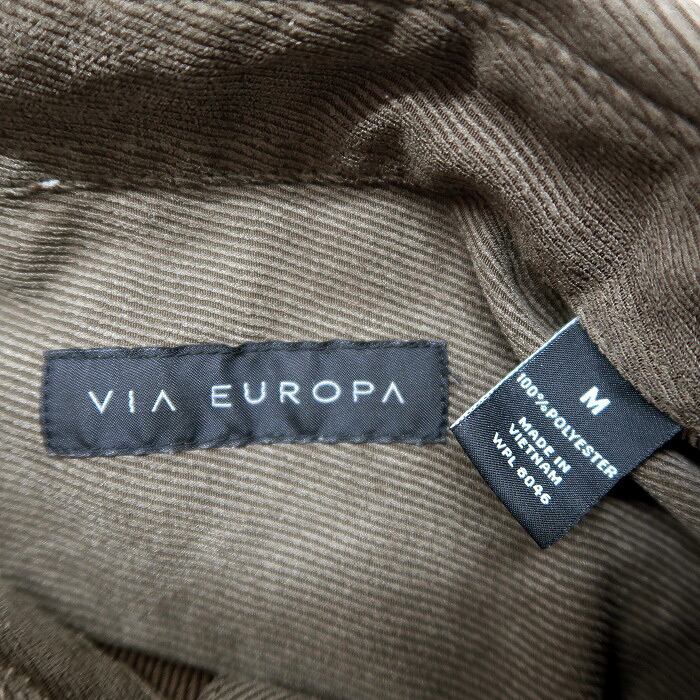 VIA EUROPA
M
100%POLYESTER
MADE IN
VIETNAM
WPL 8046